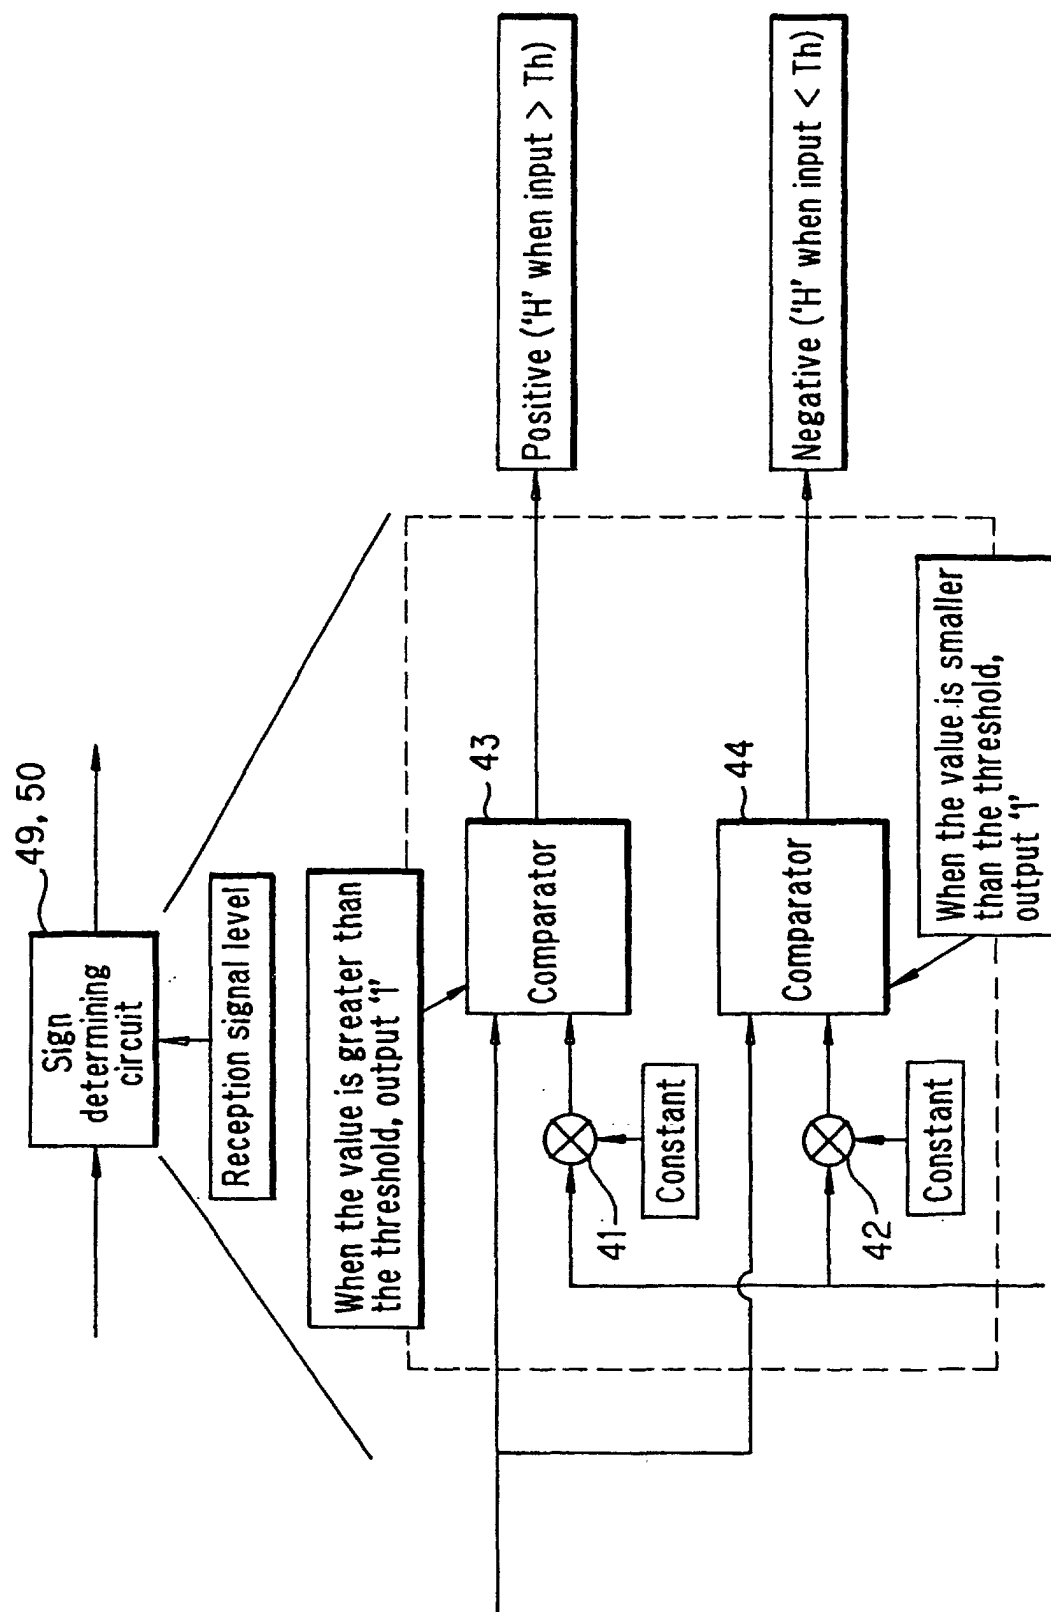 49, 50
Sign
determining
circuit
Reception signal level
When the value is greater than
the threshold, output '1'
43
Comparator
Positive ('H' when input > Th)
41
Constant
44
Comparator
Negative ('H' when input < Th)
42
Constant
When the value is smaller
than the threshold,
output '1'